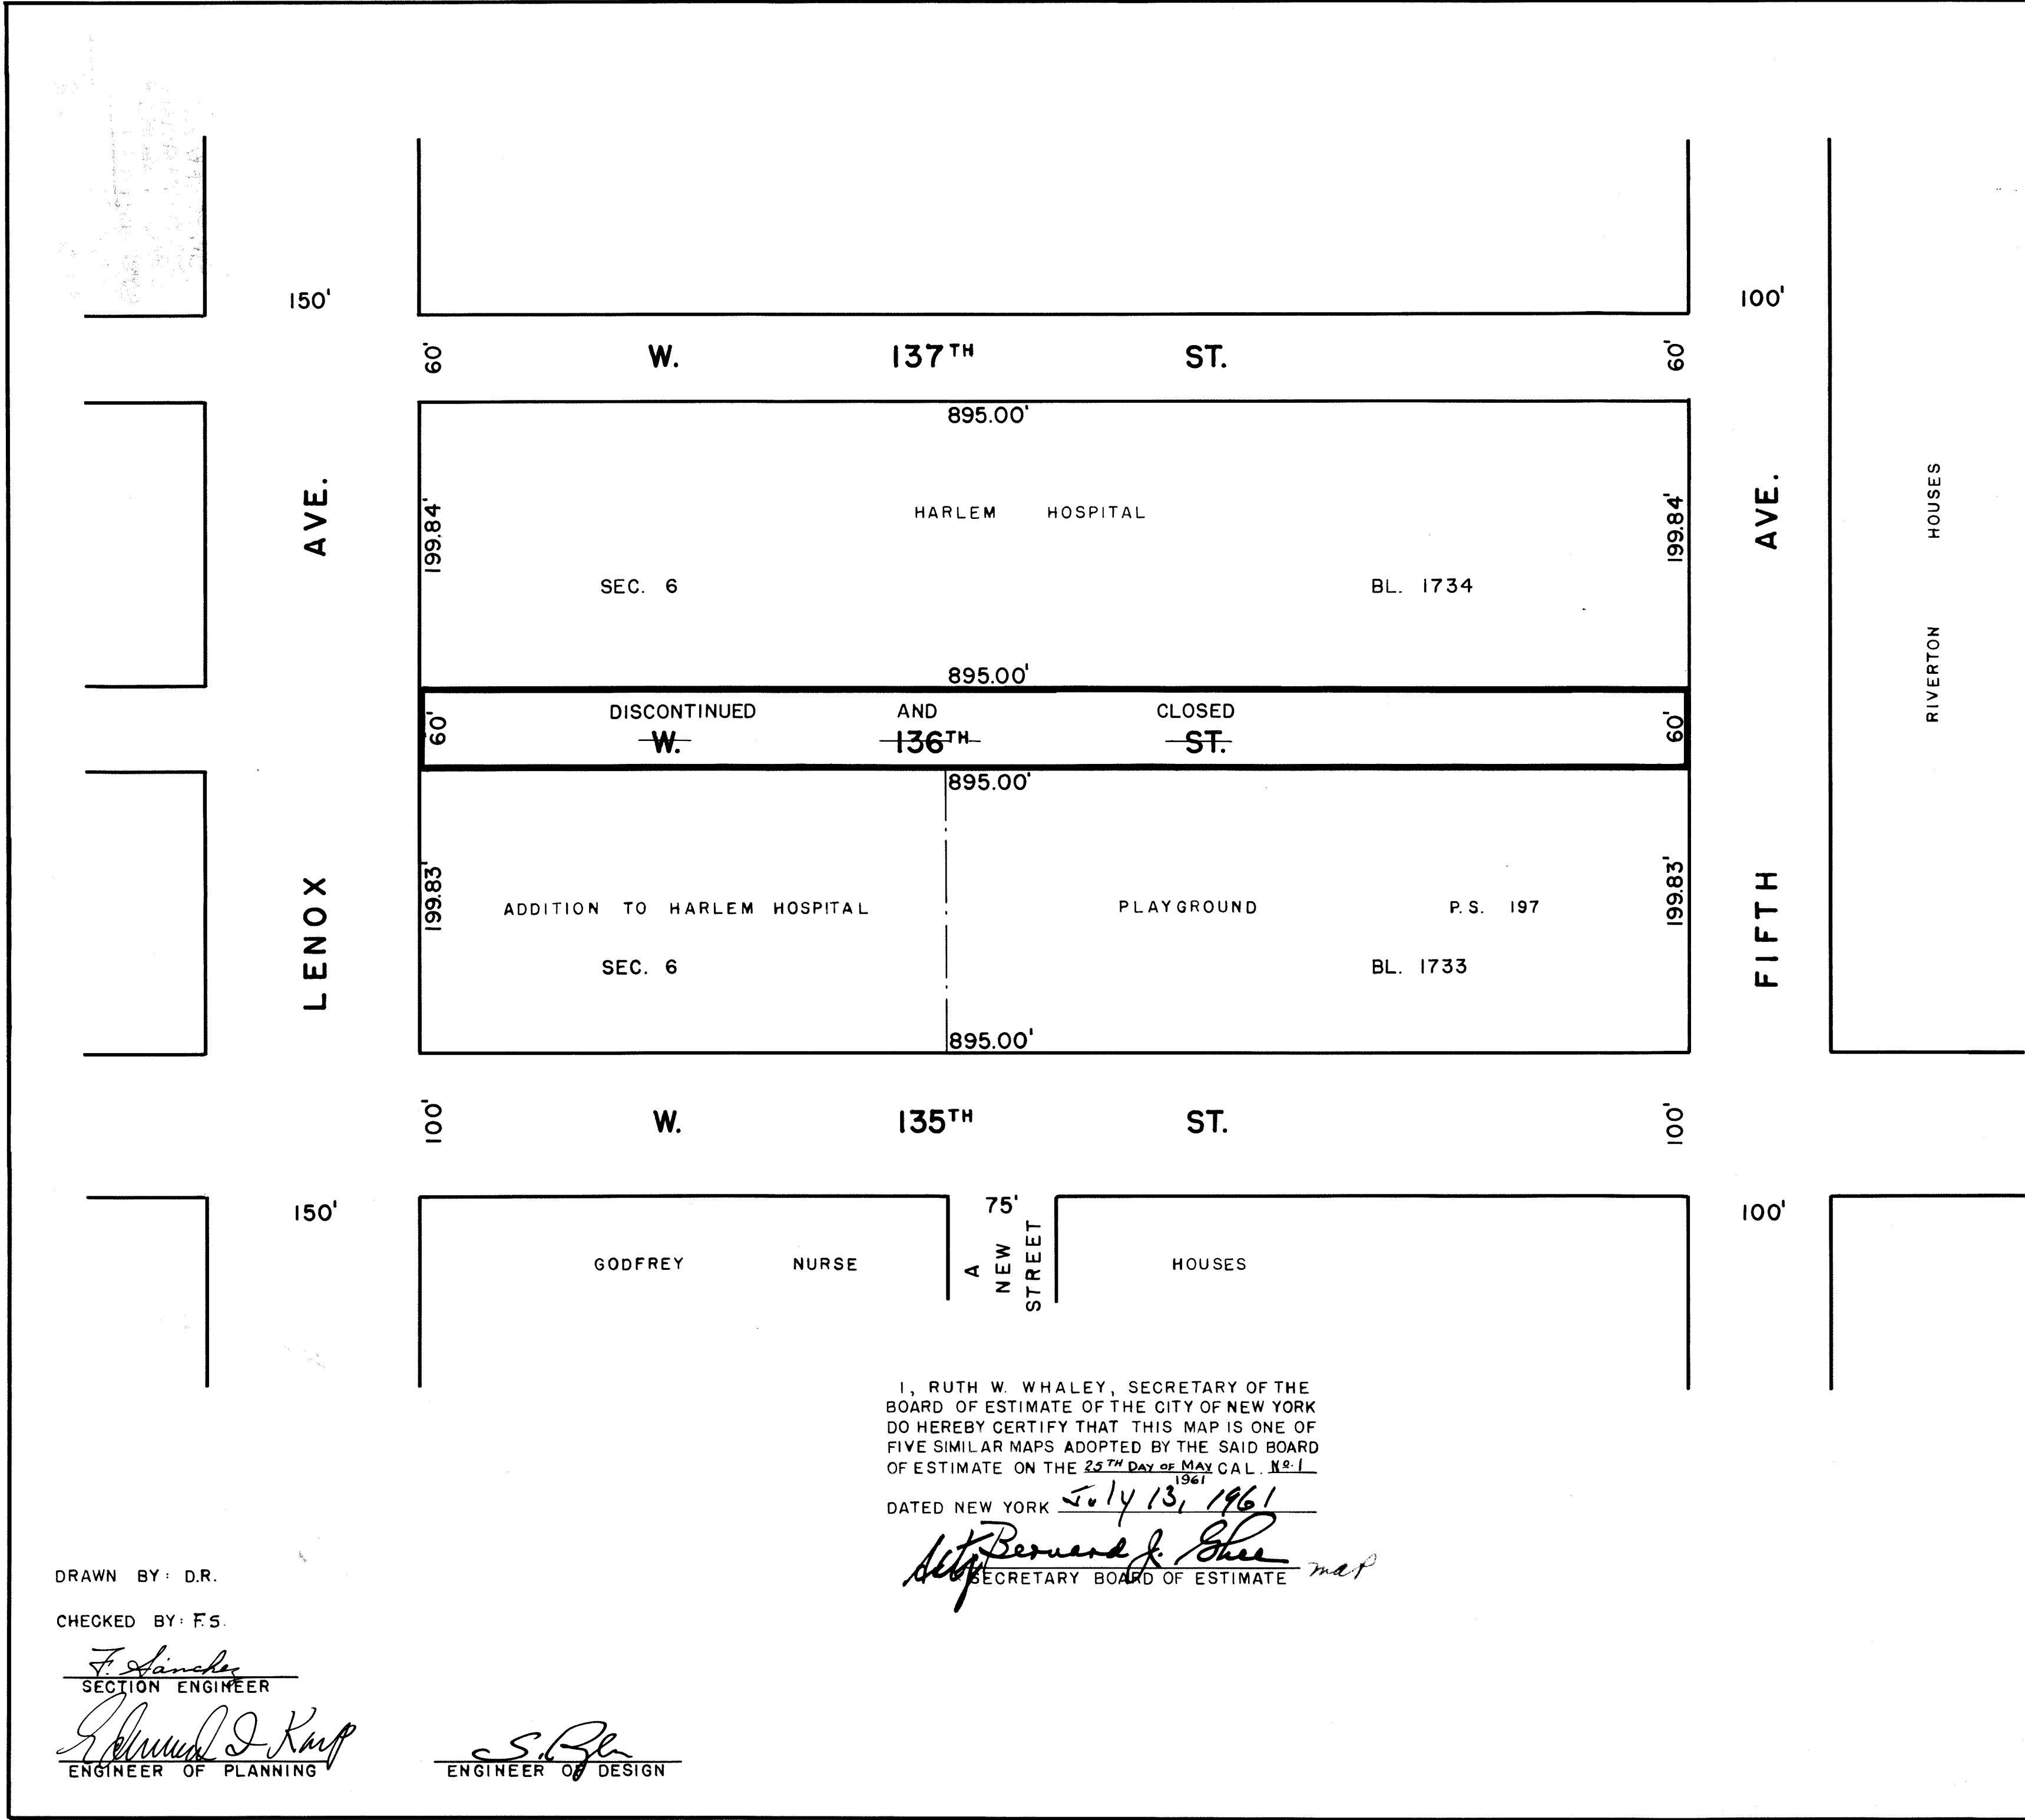 150'
100'
60'
W. 137TH ST.
60'
895.00'
AVE.
199.84'
HARLEM HOSPITAL
199.84'
AVE.
RIVERTON HOUSES
SEC. 6
BL. 1734
895.00'
60'
DISCONTINUED AND CLOSED
60'
W. 136TH ST.
895.00'
LENOX
199.83'
ADDITION TO HARLEM HOSPITAL
PLAYGROUND
P.S. 197
199.83'
FIFTH
SEC. 6
BL. 1733
895.00'
100'
W. 135TH ST.
100'
150'
75'
100'
GODFREY NURSE HOUSES
A
NEW
STREET
I, RUTH W. WHALEY, SECRETARY OF THE
BOARD OF ESTIMATE OF THE CITY OF NEW YORK
DO HEREBY CERTIFY THAT THIS MAP IS ONE OF
FIVE SIMILAR MAPS ADOPTED BY THE SAID BOARD
OF ESTIMATE ON THE 25TH DAY OF MAY CAL. No. 1
1961
DATED NEW YORK July 13, 1961
Bernard J.
SECRETARY BOARD OF ESTIMATE map
DRAWN BY: D.R.
CHECKED BY: F.S.
F. Sánchez
SECTION ENGINEER
ENGINEER OF PLANNING
S.
ENGINEER OF DESIGN